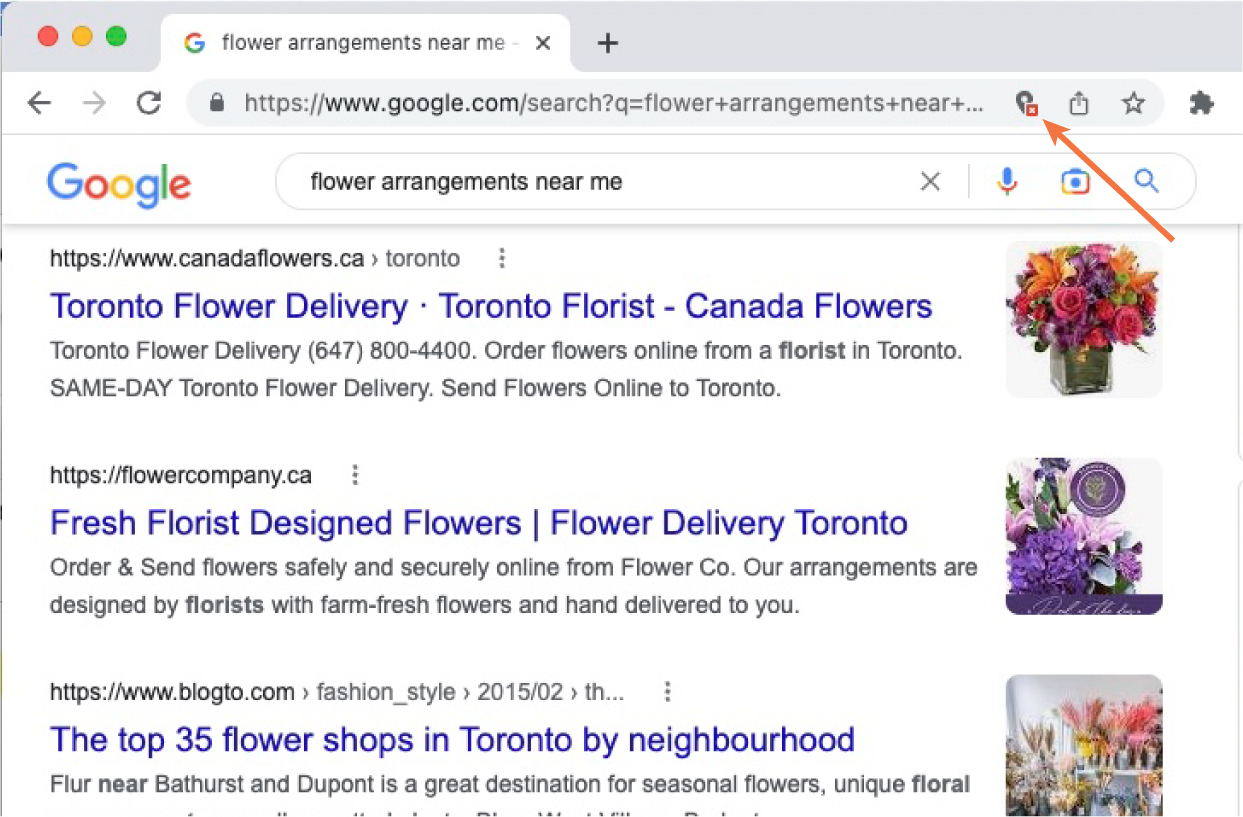 flower arrangements near me -
https://www.google.com/search?q=flower+arrangements+near+...
Google
flower arrangements near me
https://www.canadaflowers.ca › toronto
Toronto Flower Delivery · Toronto Florist - Canada Flowers
Toronto Flower Delivery (647) 800-4400. Order flowers online from a florist in Toronto.
SAME-DAY Toronto Flower Delivery. Send Flowers Online to Toronto.
https://flowercompany.ca
Fresh Florist Designed Flowers | Flower Delivery Toronto
Order & Send flowers safely and securely online from Flower Co. Our arrangements are
designed by florists with farm-fresh flowers and hand delivered to you.
https://www.blogto.com › fashion_style › 2015/02 › th...
The top 35 flower shops in Toronto by neighbourhood
Flur near Bathurst and Dupont is a great destination for seasonal flowers, unique floral